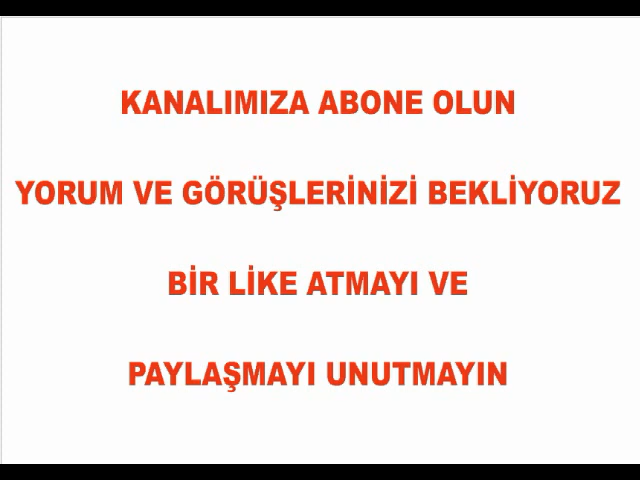 KANALIMIZA ABONE OLUN
YORUM VE GÖRÜŞLERİNİZİ BEKLİYORUZ
BİR LİKE ATMAYI VE
PAYLAŞMAYI UNUTMAYIN